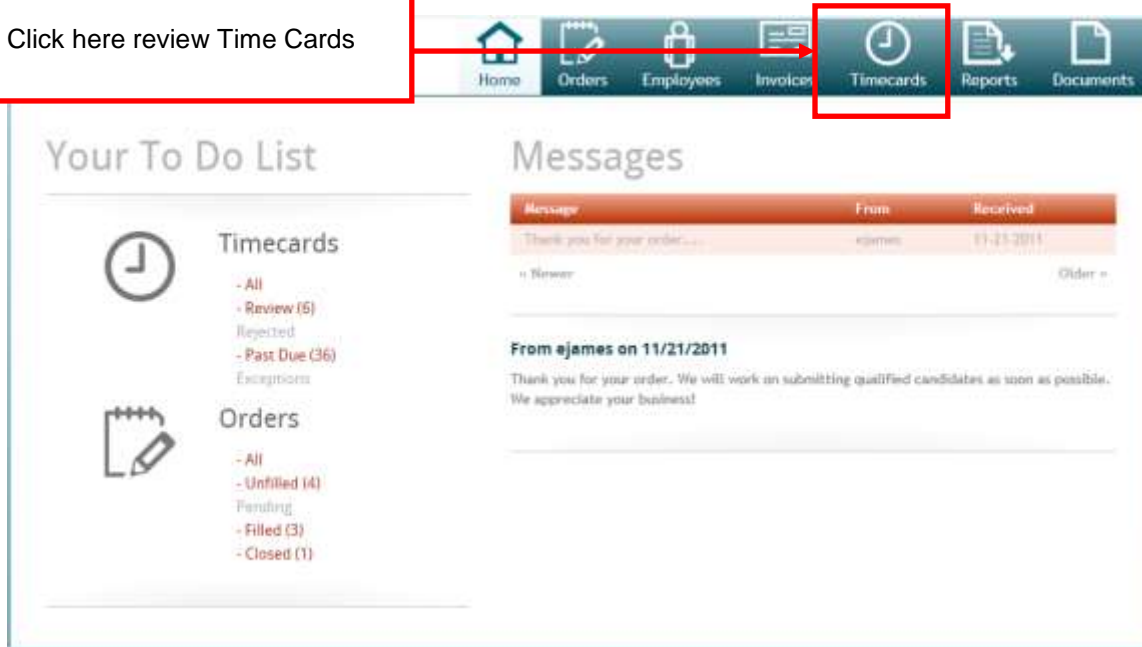 Click here review Time Cards
Home Orders Employees Invoices Timecards Reports Documents
Your To Do List
Timecards
- All
- Review (6)
Rejected
- Past Due (36)
Exceptions
Orders
- All
- Unfilled (4)
Pending
- Filled (3)
- Closed (1)
Messages
Message From Received
Thank you for your order.... ejames 11-21-2011
« Newer Older »
From ejames on 11/21/2011
Thank you for your order. We will work on submitting qualified candidates as soon as possible.
We appreciate your business!